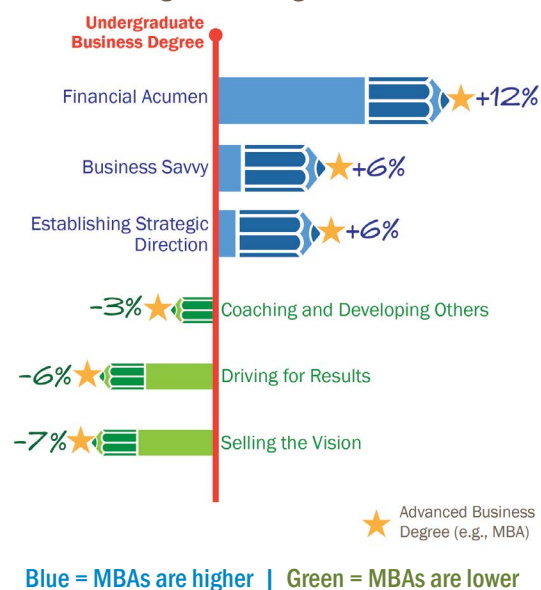 Undergraduate
Business Degree
Financial Acumen
+12%
Business Savvy
+6%
Establishing Strategic
Direction
+6%
-3%
Coaching and Developing Others
-6%
Driving for Results
-7%
Selling the Vision
Advanced Business
Degree (e.g., MBA)
Blue = MBAs are higher | Green = MBAs are lower